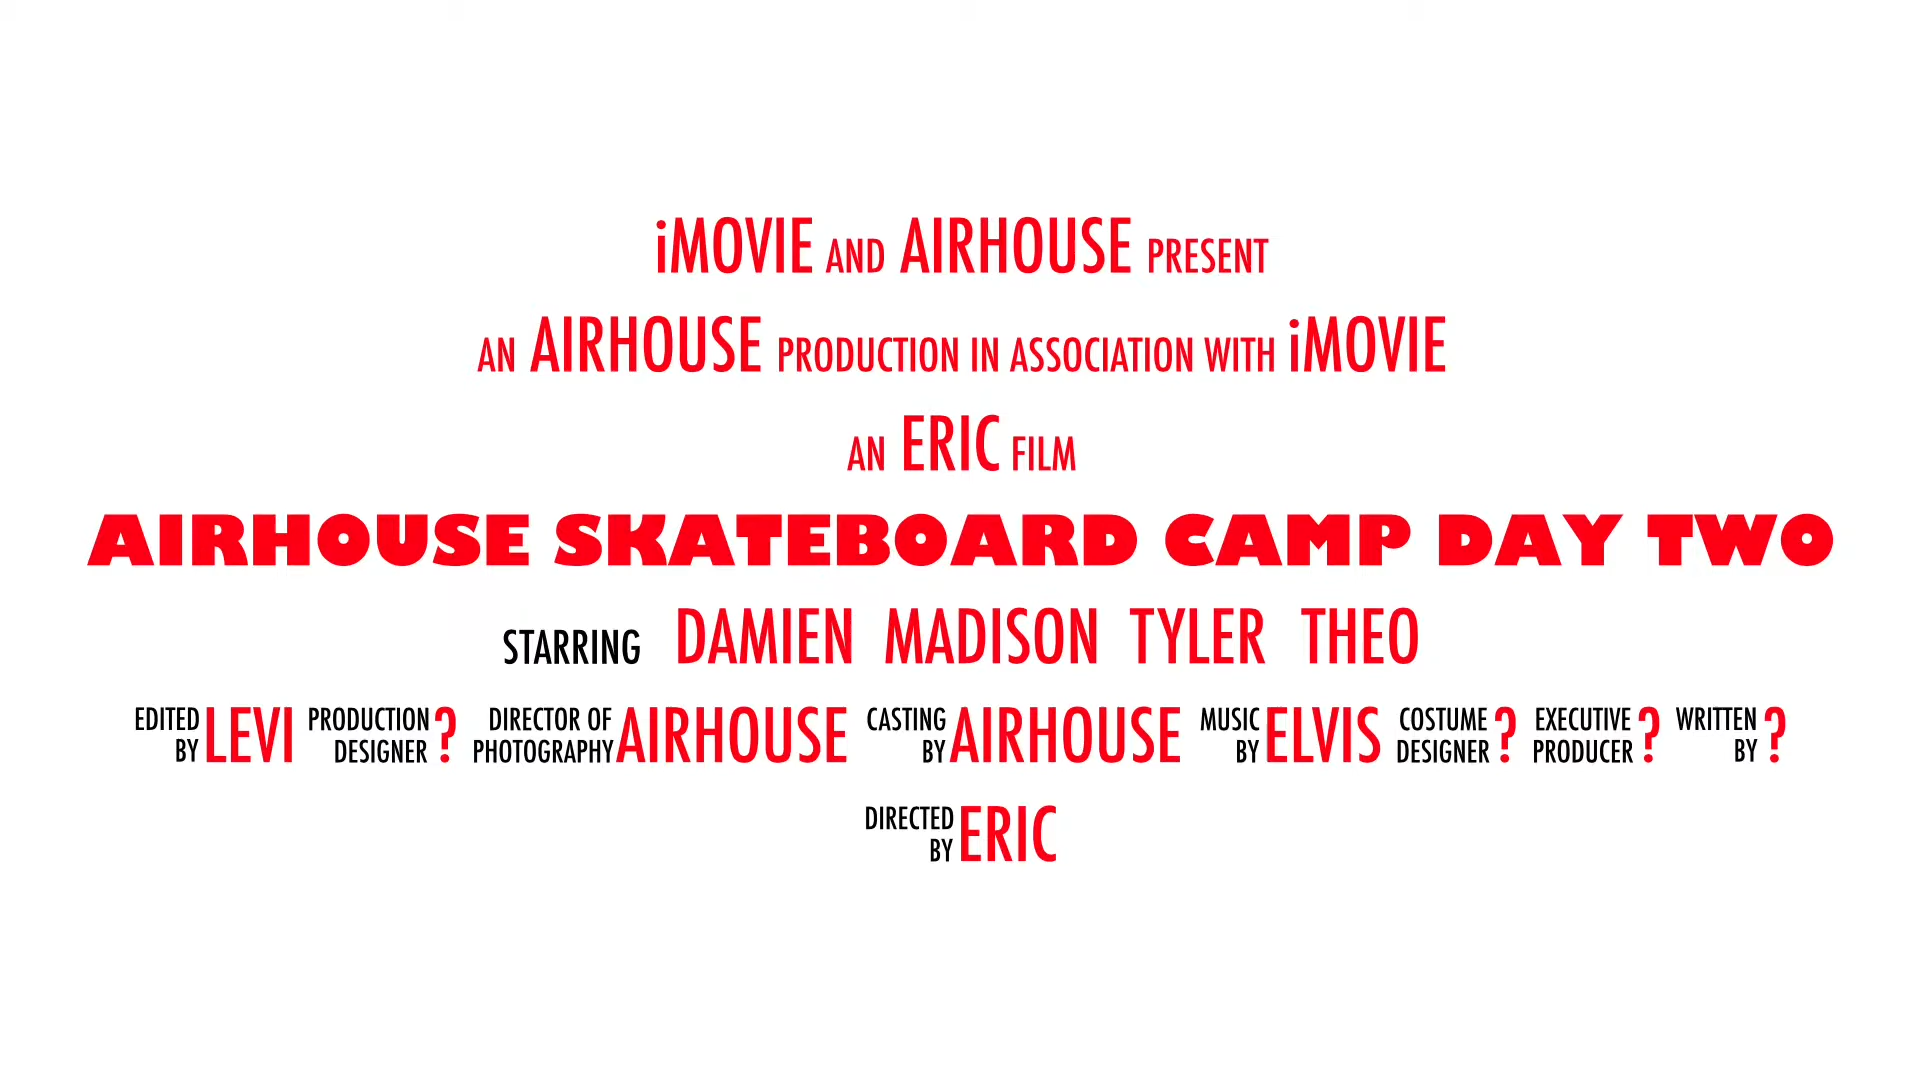 iMOVIE AND AIRHOUSE PRESENT
AN AIRHOUSE PRODUCTION IN ASSOCIATION WITH iMOVIE
AN ERIC FILM
AIRHOUSE SKATEBOARD CAMP DAY TWO
STARRING DAMIEN MADISON TYLER THEO
EDITED BY LEVI PRODUCTION DESIGNER ? DIRECTOR OF PHOTOGRAPHY AIRHOUSE CASTING BY AIRHOUSE MUSIC BY ELVIS COSTUME DESIGNER ? EXECUTIVE PRODUCER ? WRITTEN BY ?
DIRECTED BY ERIC